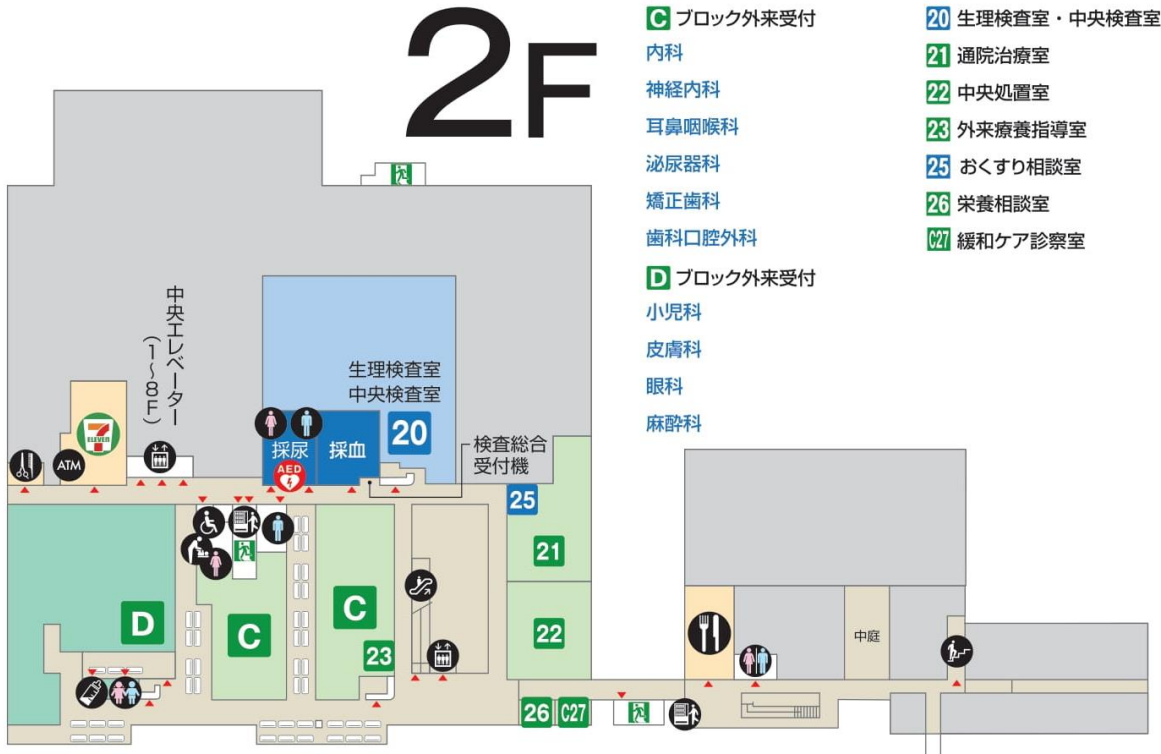 2F
C ブロック外来受付
内科
神経内科
耳鼻咽喉科
泌尿器科
矯正歯科
歯科口腔外科
D ブロック外来受付
小児科
皮膚科
眼科
麻酔科
20 生理検査室・中央検査室
21 通院治療室
22 中央処置室
23 外来療養指導室
25 おくすり相談室
26 栄養相談室
C27 緩和ケア診察室
中央エレベーター
(1~8F)
生理検査室
中央検査室
20
採尿
採血
AED
検査総合
受付機
7
ELEVEN
ATM
25
21
22
D
C
C
23
26
C27
中庭